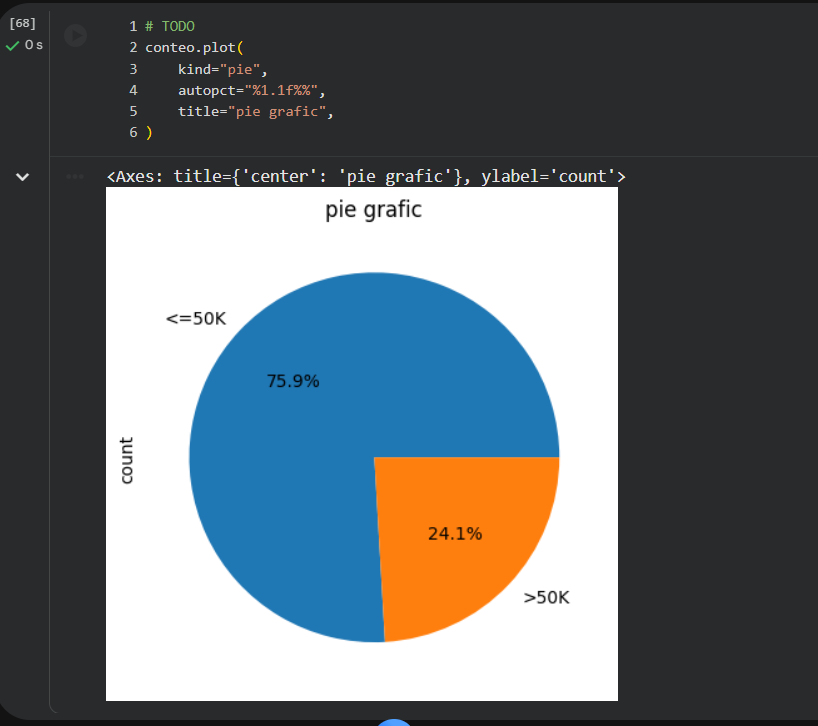 [68]
0 s
1 # TODO
2 conteo.plot(
3     kind="pie",
4     autopct="%1.1f%%",
5     title="pie grafic",
6 )
<Axes: title={'center': 'pie grafic'}, ylabel='count'>
pie grafic
<=50K
75.9%
count
24.1%
>50K